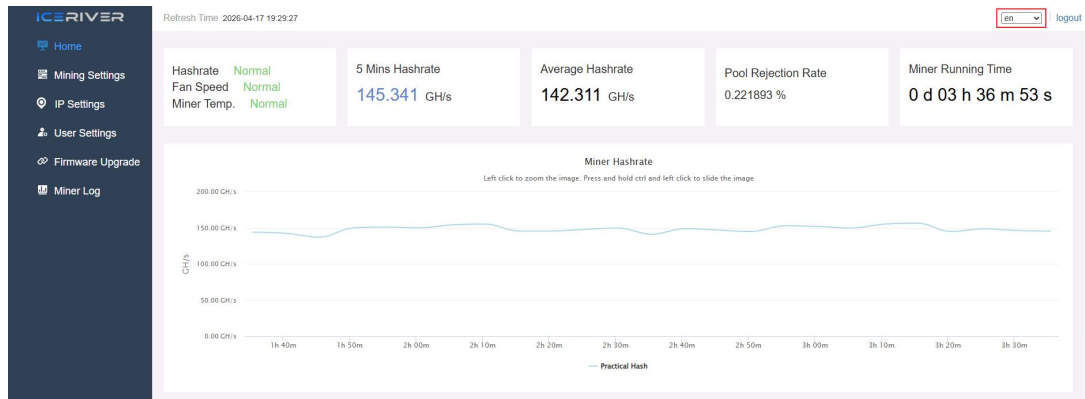 ICERIVER
Refresh Time 2026-04-17 19:29:27
en
logout
Home
Mining Settings
IP Settings
User Settings
Firmware Upgrade
Miner Log
Hashrate Normal
Fan Speed Normal
Miner Temp. Normal
5 Mins Hashrate
145.341 GH/s
Average Hashrate
142.311 GH/s
Pool Rejection Rate
0.221893 %
Miner Running Time
0 d 03 h 36 m 53 s
Miner Hashrate
Left click to zoom the image. Press and hold ctrl and left click to slide the image
GH/s
200.00 GH/s
150.00 GH/s
100.00 GH/s
50.00 GH/s
0.00 GH/s
1h 40m 1h 50m 2h 00m 2h 10m 2h 20m 2h 30m 2h 40m 2h 50m 3h 00m 3h 10m 3h 20m 3h 30m
Practical Hash